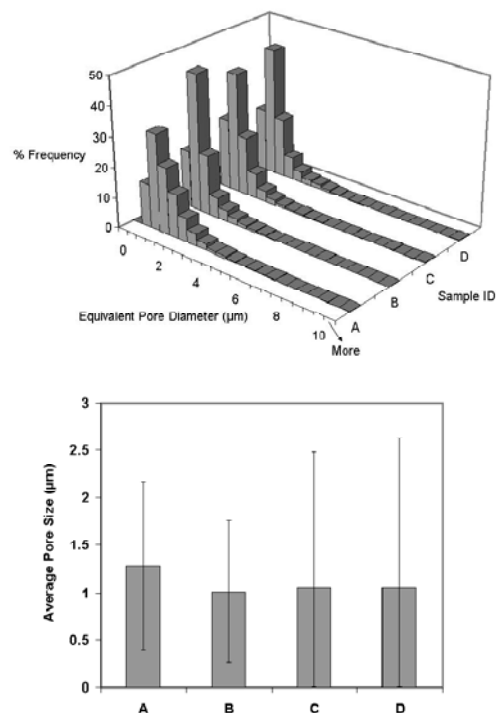 50
40
30
20
10
0
% Frequency
0
2
4
6
8
10
Equivalent Pore Diameter (µm)
More
A
B
C
D
Sample ID
3
2.5
2
1.5
1
0.5
0
Average Pore Size (µm)
A
B
C
D